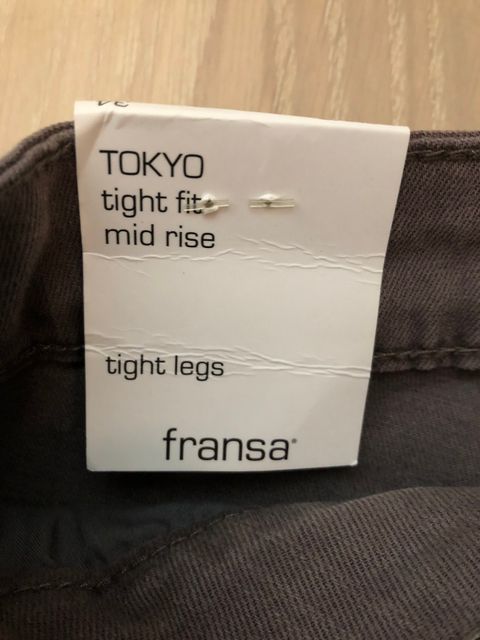 TOKYO
tight fit
mid rise
tight legs
fransa®